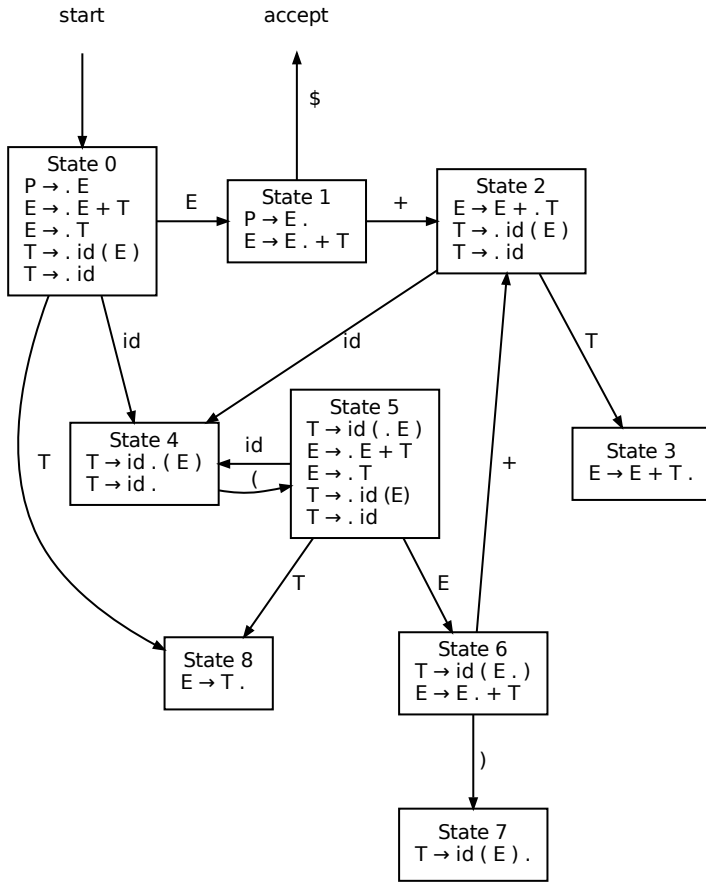 start
accept
$
State 0
P → . E
E → . E + T
E → . T
T → . id ( E )
T → . id
E
State 1
P → E .
E → E . + T
+
State 2
E → E + . T
T → . id ( E )
T → . id
id
id
T
T
State 4
T → id . ( E )
T → id .
id
(
State 5
T → id ( . E )
E → . E + T
E → . T
T → . id (E)
T → . id
+
State 3
E → E + T .
T
E
State 8
E → T .
State 6
T → id ( E . )
E → E . + T
)
State 7
T → id ( E ) .